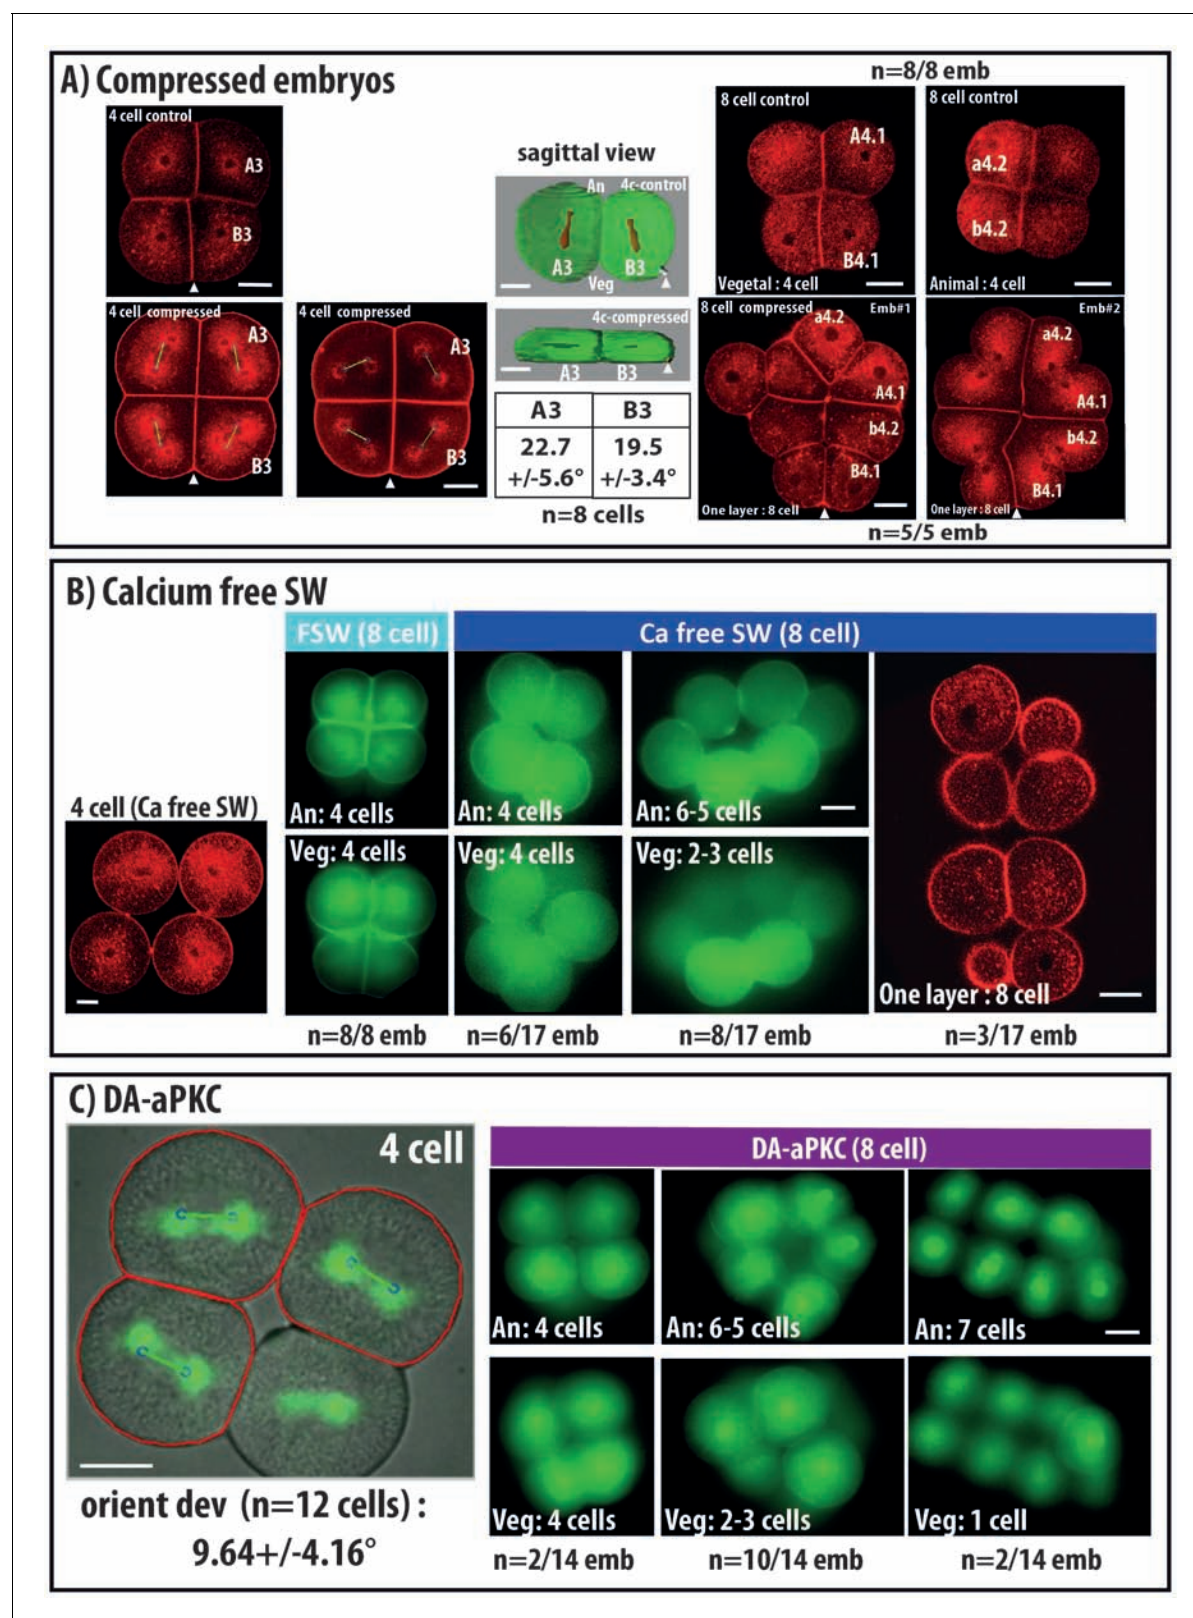 A) Compressed embryos
4 cell control
A3
B3
4 cell compressed
A3
B3
4 cell compressed
A3
B3
sagittal view
An
4c-control
A3
B3
Veg
4c-compressed
A3
B3
A3
B3
22.7
+/-5.6°
19.5
+/-3.4°
n=8 cells
n=8/8 emb
8 cell control
A4.1
B4.1
Vegetal : 4 cell
8 cell control
a4.2
b4.2
Animal : 4 cell
8 cell compressed
Emb#1
a4.2
A4.1
b4.2
B4.1
One layer : 8 cell
Emb#2
a4.2
A4.1
b4.2
B4.1
One layer : 8 cell
n=5/5 emb
B) Calcium free SW
FSW (8 cell)
Ca free SW (8 cell)
4 cell (Ca free SW)
An: 4 cells
An: 4 cells
An: 6-5 cells
Veg: 4 cells
Veg: 4 cells
Veg: 2-3 cells
One layer : 8 cell
n=8/8 emb
n=6/17 emb
n=8/17 emb
n=3/17 emb
C) DA-aPKC
4 cell
DA-aPKC (8 cell)
An: 4 cells
An: 6-5 cells
An: 7 cells
Veg: 4 cells
Veg: 2-3 cells
Veg: 1 cell
orient dev (n=12 cells) :
9.64+/-4.16°
n=2/14 emb
n=10/14 emb
n=2/14 emb